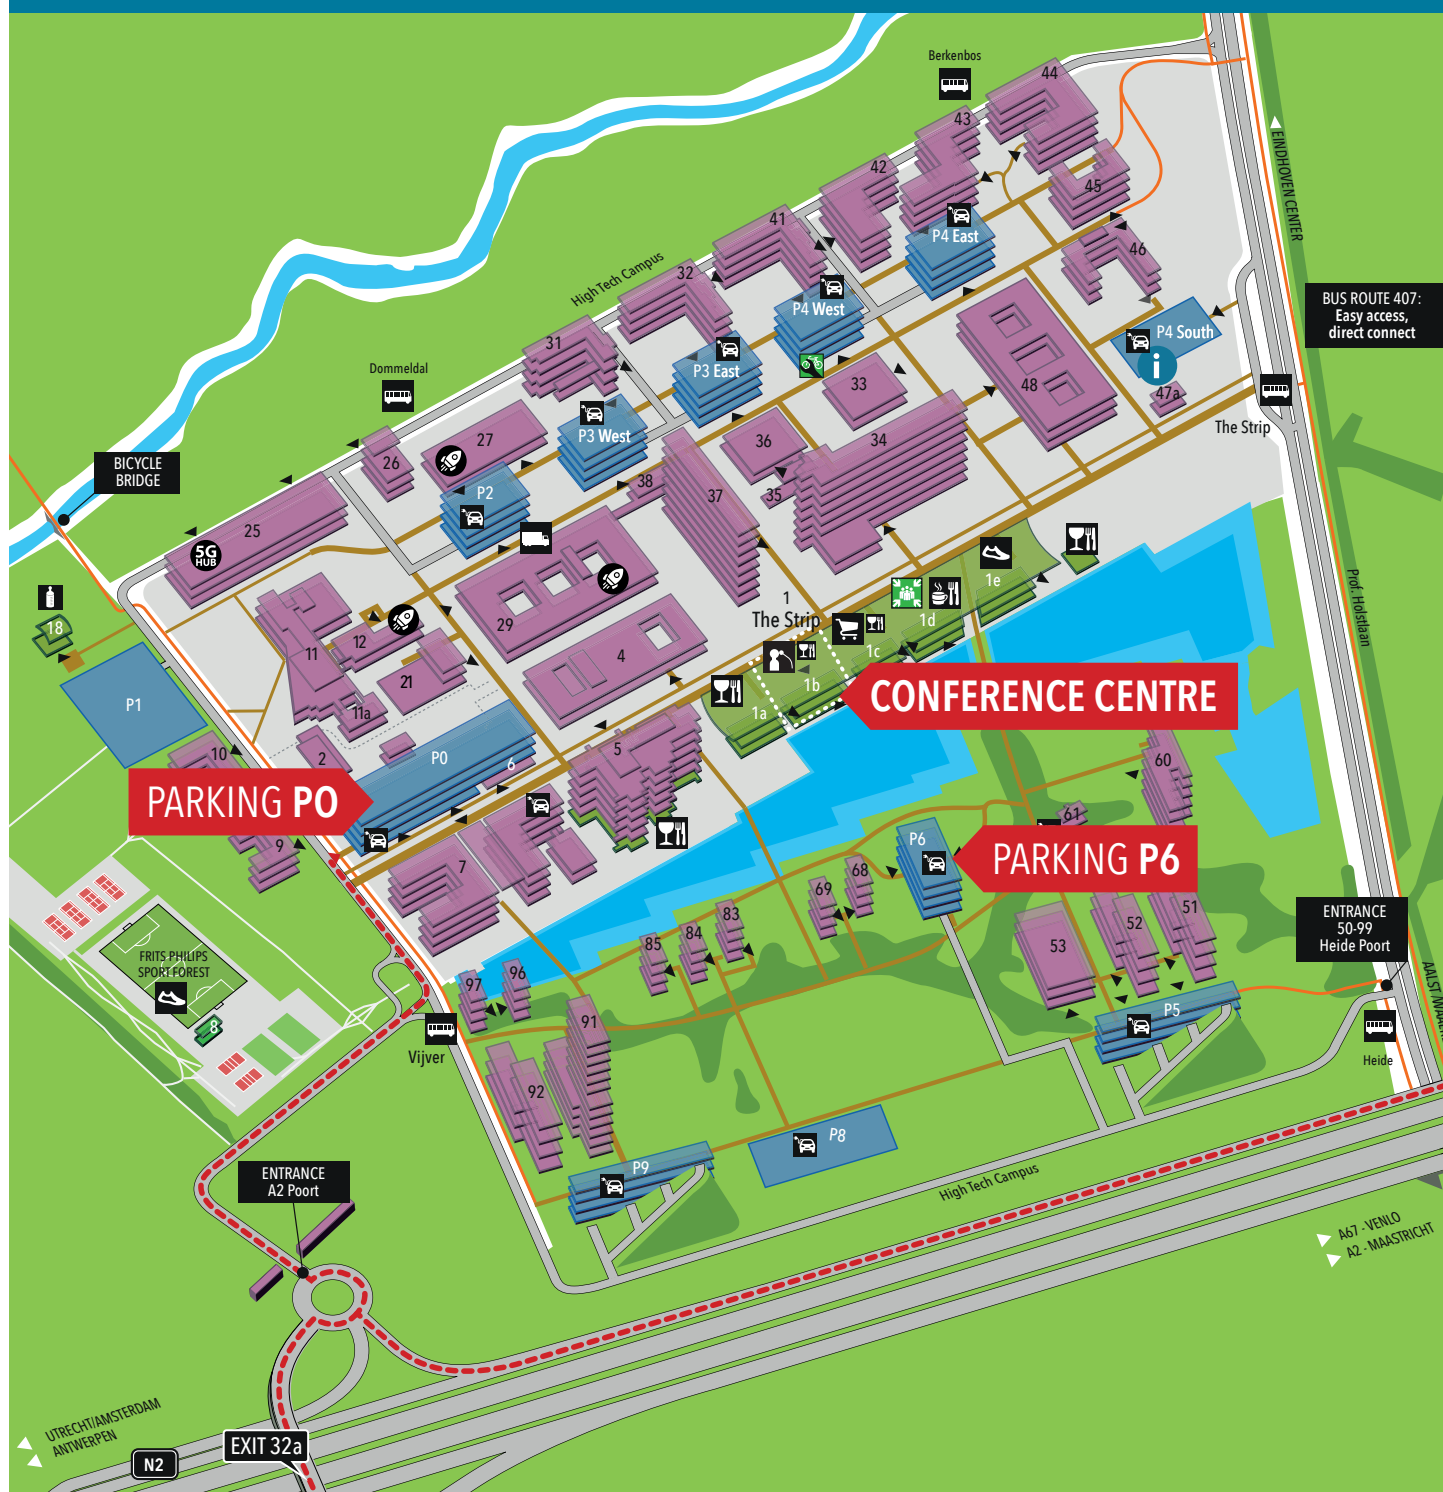 Berkenbos
44
43
42
EINDHOVEN CENTER
45
41
P4 East
46
High Tech Campus
32
BUS ROUTE 407:
Easy access,
direct connect
P4 West
P4 South
31
P3 East
i
Dommeldal
33
48
47a
P3 West
The Strip
27
36
34
26
BICYCLE
BRIDGE
38
37
35
P2
25
5G
HUB
1e
Prof. Holstlaan
1
The Strip
18
29
12
1d
11
4
1c
21
1b
P1
11a
1a
CONFERENCE CENTRE
10
2
P0
6
5
60
PARKING P0
61
9
7
P6
PARKING P6
68
69
83
84
85
53
52
51
ENTRANCE
50-99
Heide Poort
FRITS PHILIPS
SPORT FOREST
97
96
8
91
P5
Vijver
Heide
92
P8
P9
ENTRANCE
A2 Poort
High Tech Campus
A67 - VENLO
A2 - MAASTRICHT
UTRECHT/AMSTERDAM
ANTWERPEN
EXIT 32a
N2